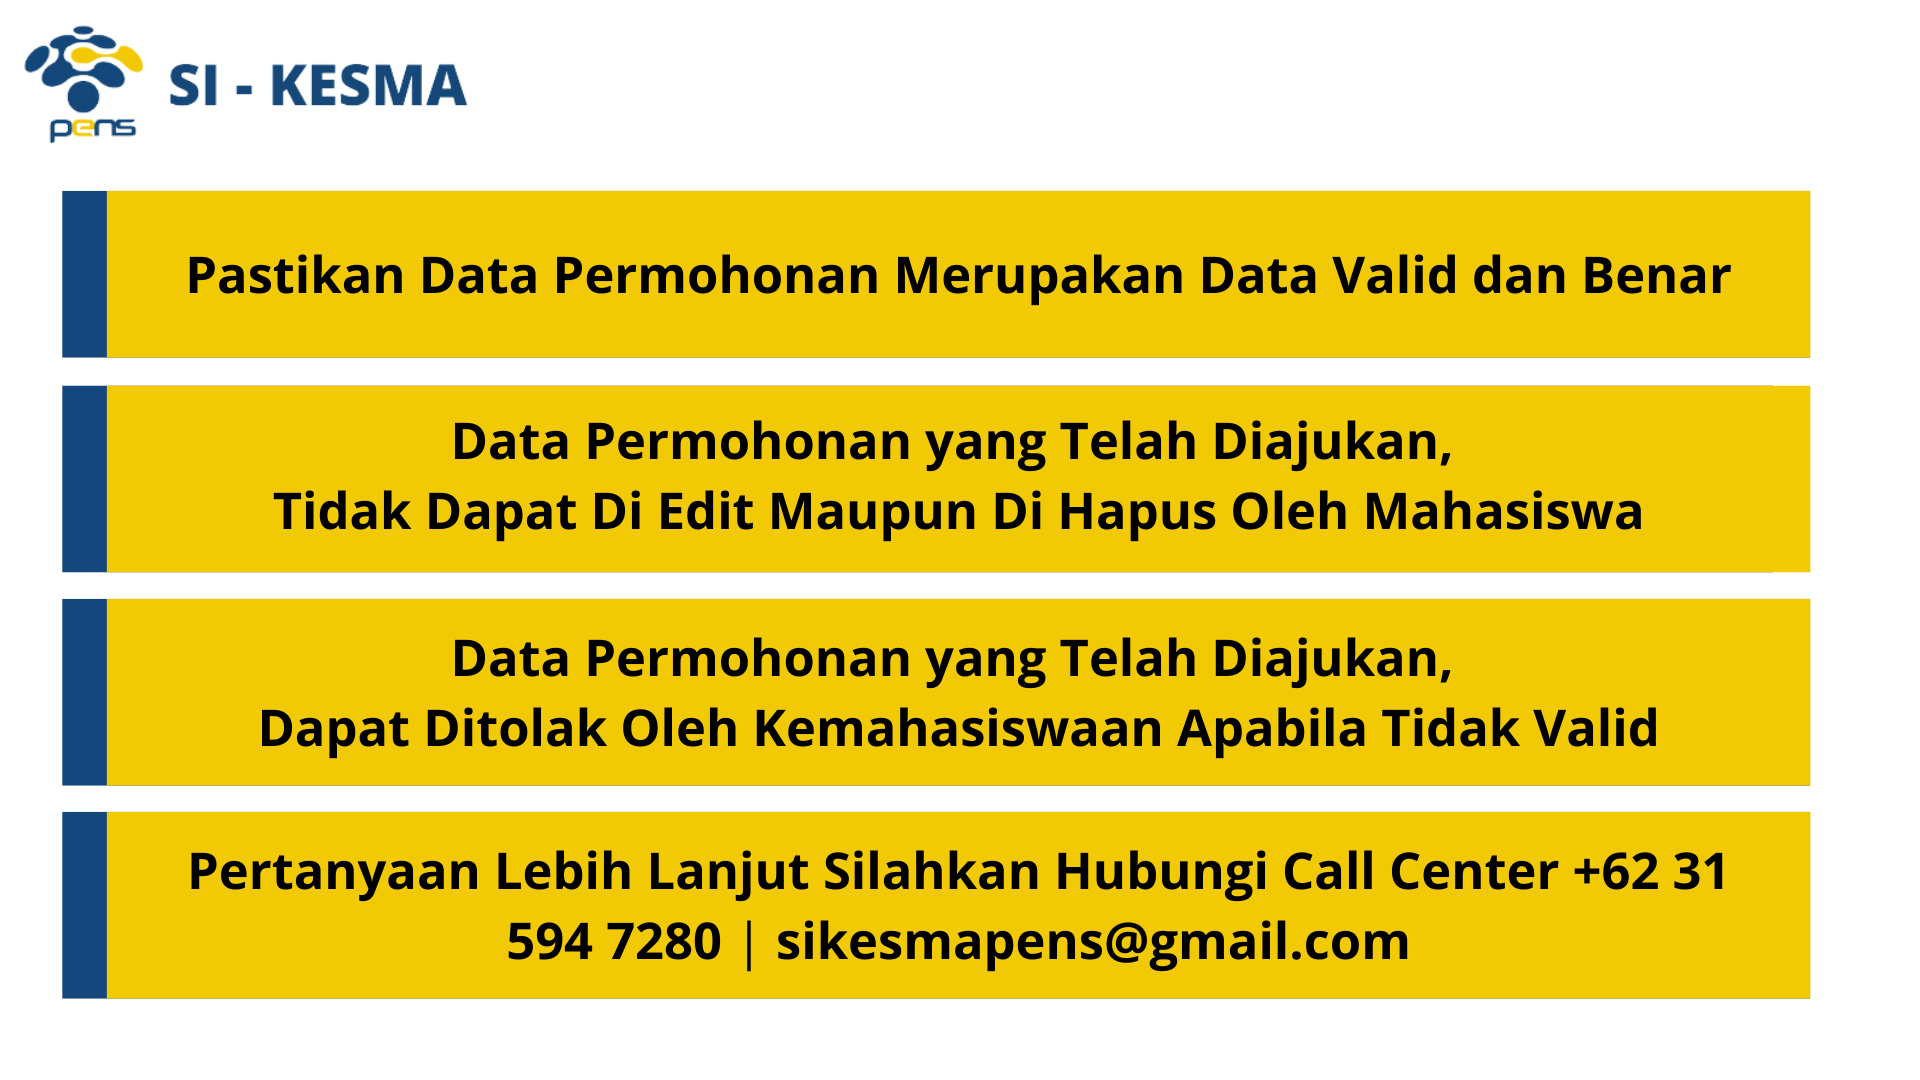 pens
SI - KESMA
Pastikan Data Permohonan Merupakan Data Valid dan Benar
Data Permohonan yang Telah Diajukan,
Tidak Dapat Di Edit Maupun Di Hapus Oleh Mahasiswa
Data Permohonan yang Telah Diajukan,
Dapat Ditolak Oleh Kemahasiswaan Apabila Tidak Valid
Pertanyaan Lebih Lanjut Silahkan Hubungi Call Center +62 31
594 7280 | sikesmapens@gmail.com